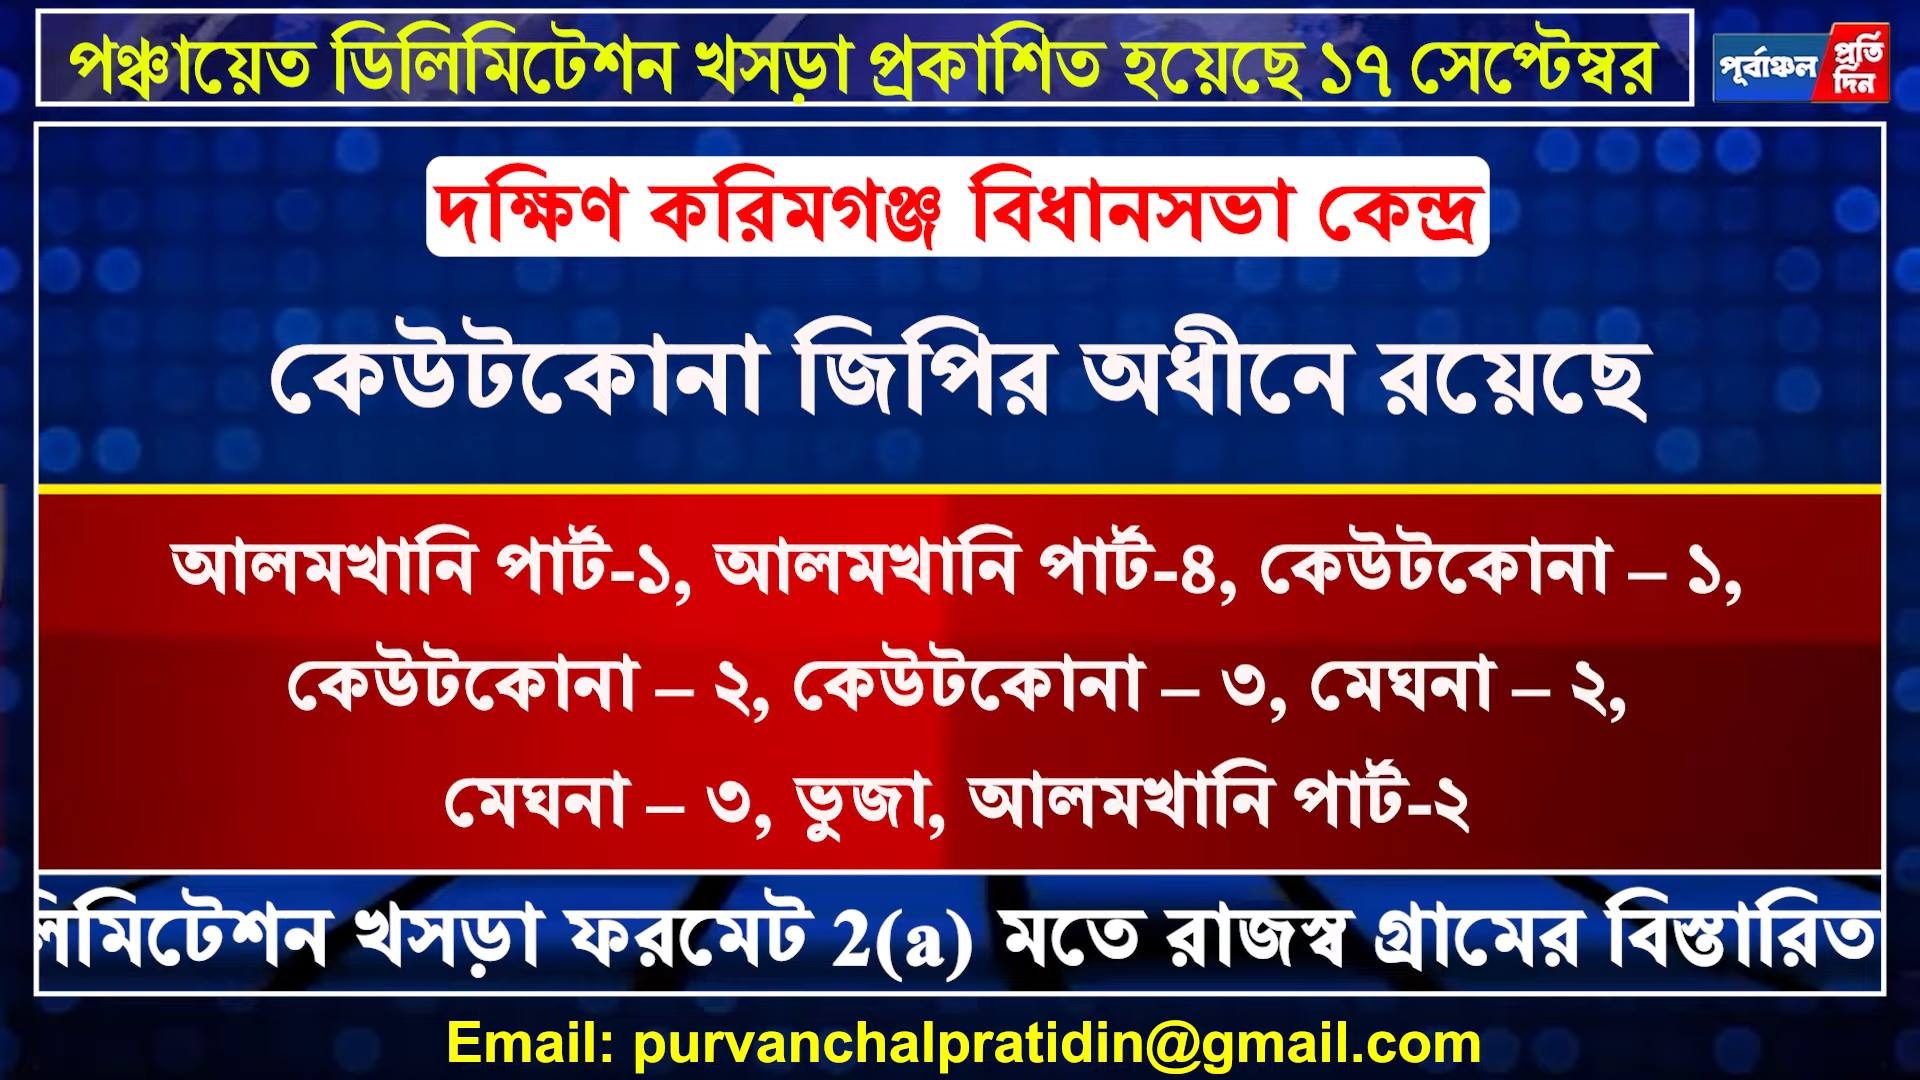 পঞ্চায়েত ডিলিমিটেশন খসড়া প্রকাশিত হয়েছে ১৭ সেপ্টেম্বর
পূর্বাঞ্চল প্রতি
দিন
দক্ষিণ করিমগঞ্জ বিধানসভা কেন্দ্র
কেউটকোনা জিপির অধীনে রয়েছে
আলমখানি পার্ট-১, আলমখানি পার্ট-৪, কেউটকোনা – ১,
কেউটকোনা – ২, কেউটকোনা – ৩, মেঘনা – ২,
মেঘনা – ৩, ভুজা, আলমখানি পার্ট-২
লিমিটেশন খসড়া ফরমেট 2(a) মতে রাজস্ব গ্রামের বিস্তারিত
Email: purvanchalpratidin@gmail.com